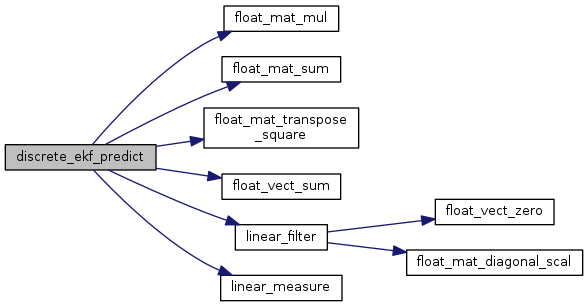 float_mat_mul
float_mat_sum
float_mat_transpose
_square
discrete_ekf_predict
float_vect_sum
float_vect_zero
linear_filter
float_mat_diagonal_scal
linear_measure